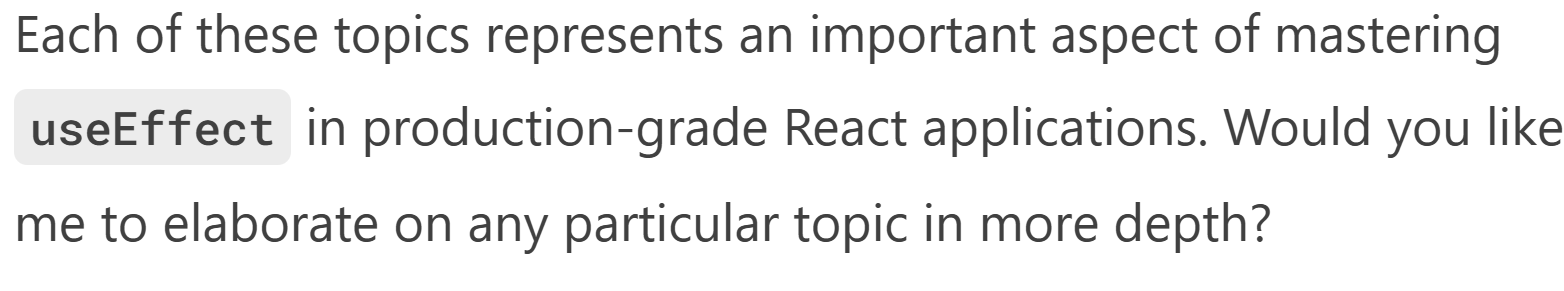 Each of these topics represents an important aspect of mastering
useEffect in production-grade React applications. Would you like
me to elaborate on any particular topic in more depth?